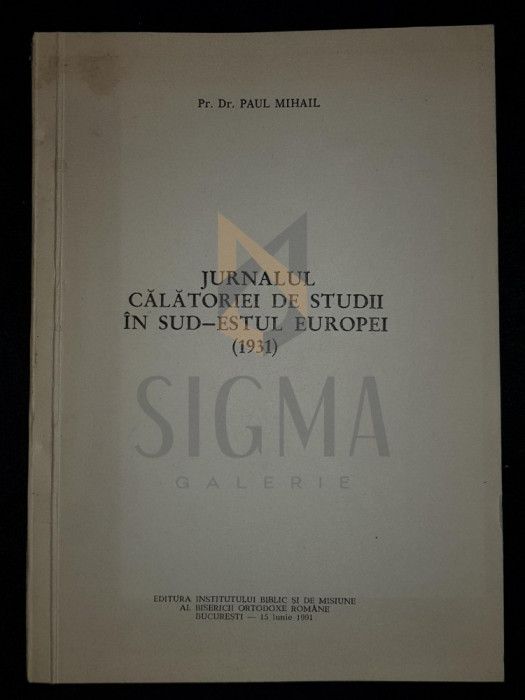 Pr. Dr. PAUL MIHAIL
JURNALUL
CĂLĂTORIEI DE STUDII
ÎN SUD–ESTUL EUROPEI
(1931)
SIGMA
GALERIE
EDITURA INSTITUTULUI BIBLIC ȘI DE MISIUNE
AL BISERICII ORTODOXE ROMÂNE
BUCUREȘTI — 15 Iunie 1991